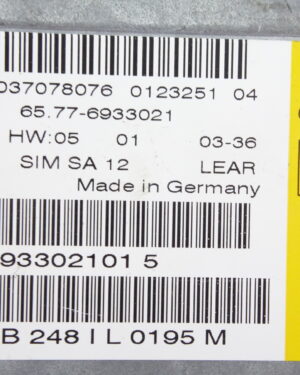 037078076 0123251 04
65.77-6933021
HW:05 01 03-36
SIM SA 12 LEAR
Made in Germany
93302101 5
B 248 I L 0195 M